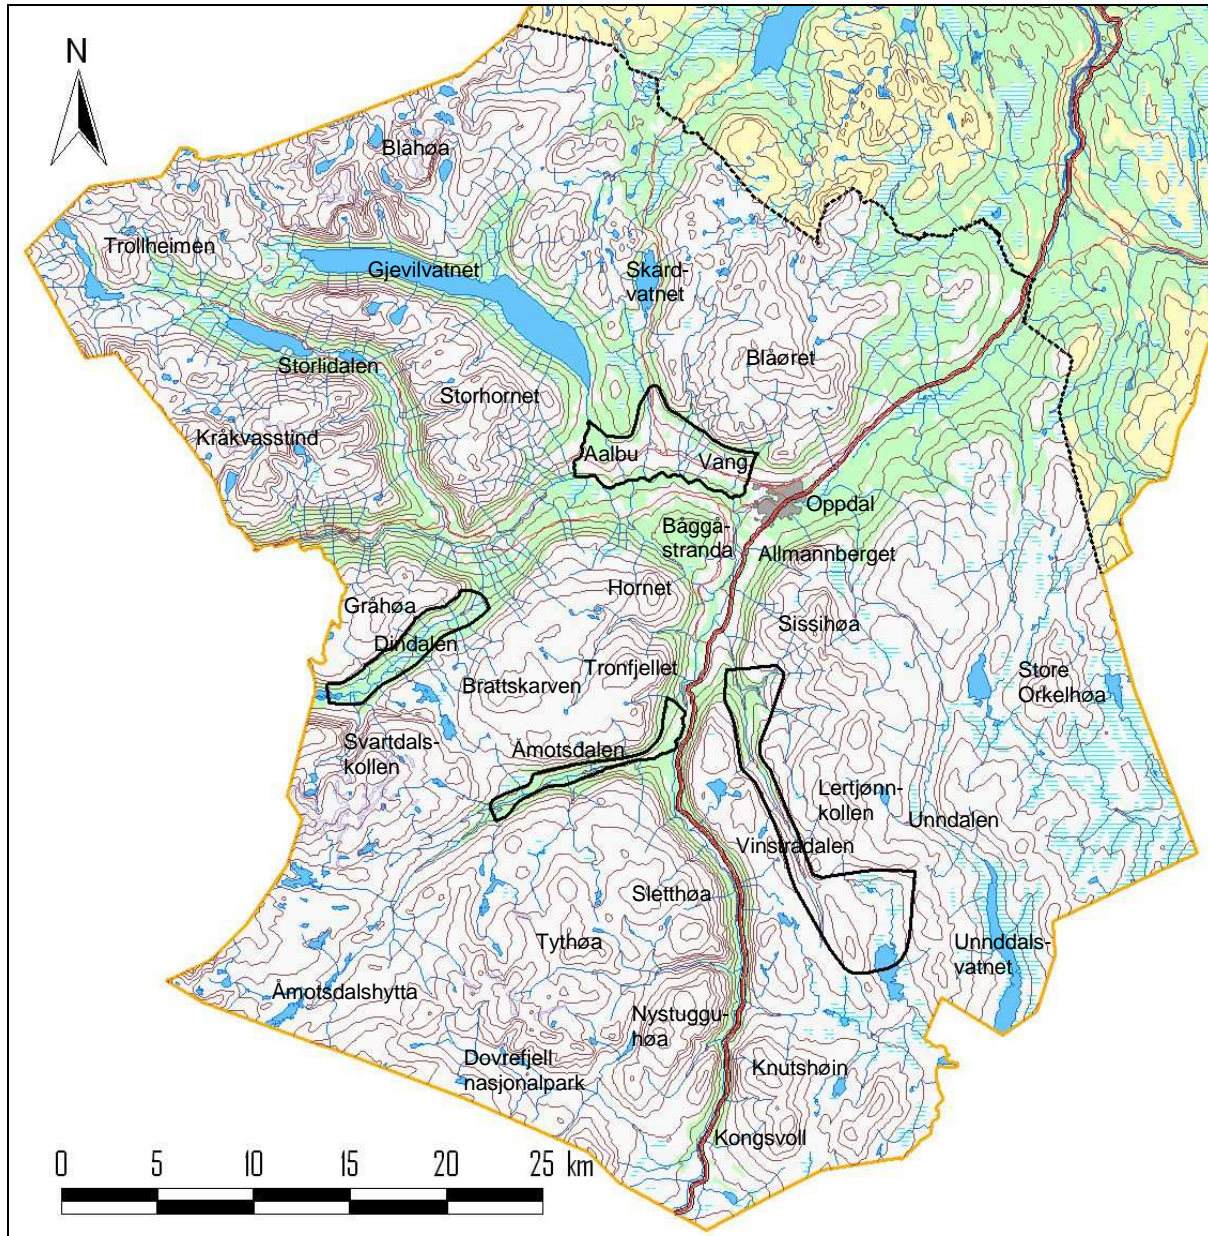 N
Blåhøa
Trollheimen
Gjevilvatnet
Skard-
vatnet
Storlidalen
Blåøret
Storhornet
Kråkvasstind
Aalbu
Vang
Oppdal
Båggå-
stranda
Allmannberget
Hornet
Gråhøa
Sissihøa
Dindalen
Tronfjellet
Store
Orkelhøa
Brattskarven
Svartdals-
kollen
Åmotsdalen
Lertjønn-
kollen
Unndalen
Vinstradalen
Sletthøa
Tythøa
Unnddals-
vatnet
Åmotsdalshytta
Nystuggu-
høa
Dovrefjell
nasjonalpark
Knutshøin
Kongsvoll
0 5 10 15 20 25 km